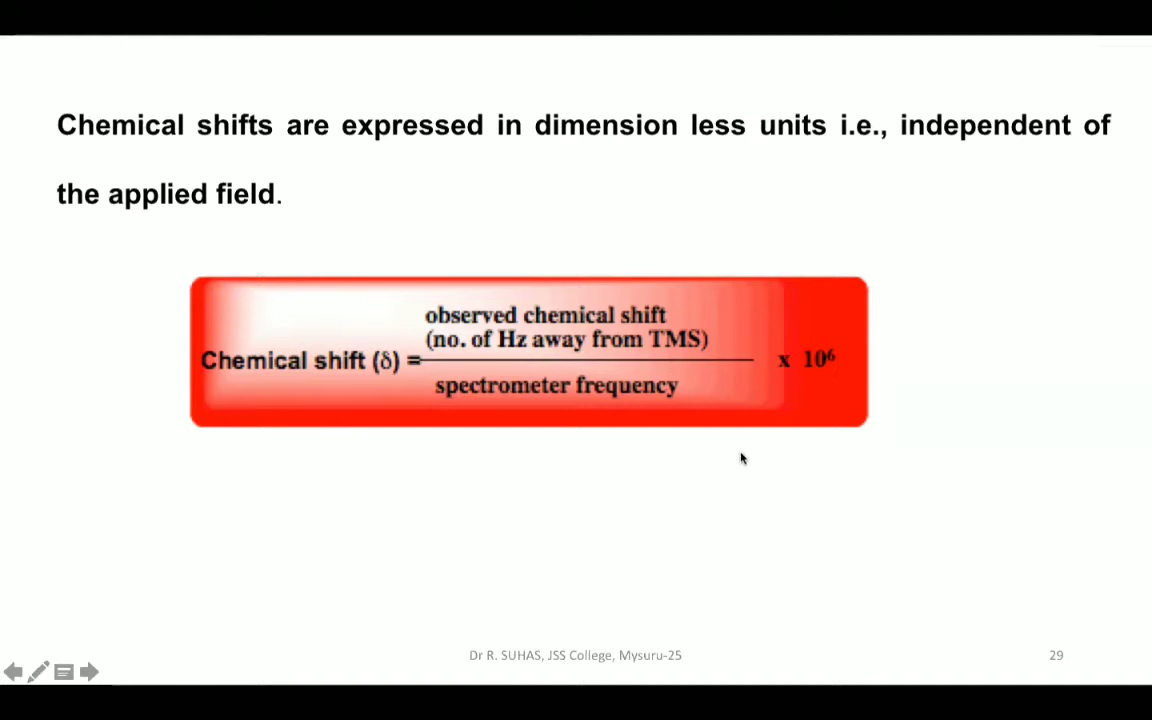 Chemical shifts are expressed in dimension less units i.e., independent of
the applied field.
observed chemical shift
(no. of Hz away from TMS)
Chemical shift (δ) = x 10⁶
spectrometer frequency
Dr R. SUHAS, JSS College, Mysuru-25 29